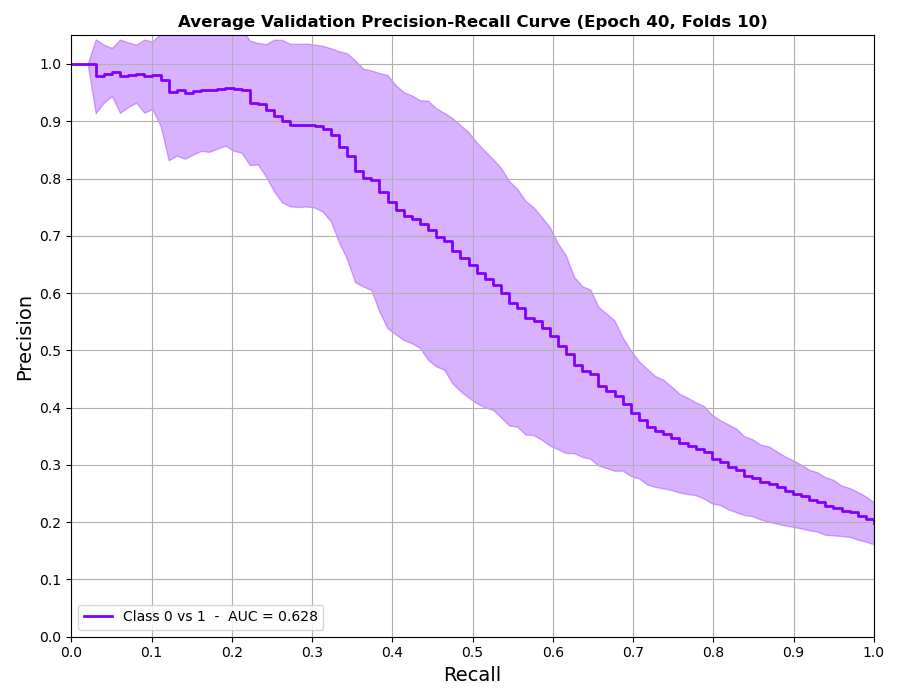 Average Validation Precision-Recall Curve (Epoch 40, Folds 10)
Precision
1.0
0.9
0.8
0.7
0.6
0.5
0.4
0.3
0.2
0.1
0.0
Class 0 vs 1 - AUC = 0.628
0.0 0.1 0.2 0.3 0.4 0.5 0.6 0.7 0.8 0.9 1.0
Recall